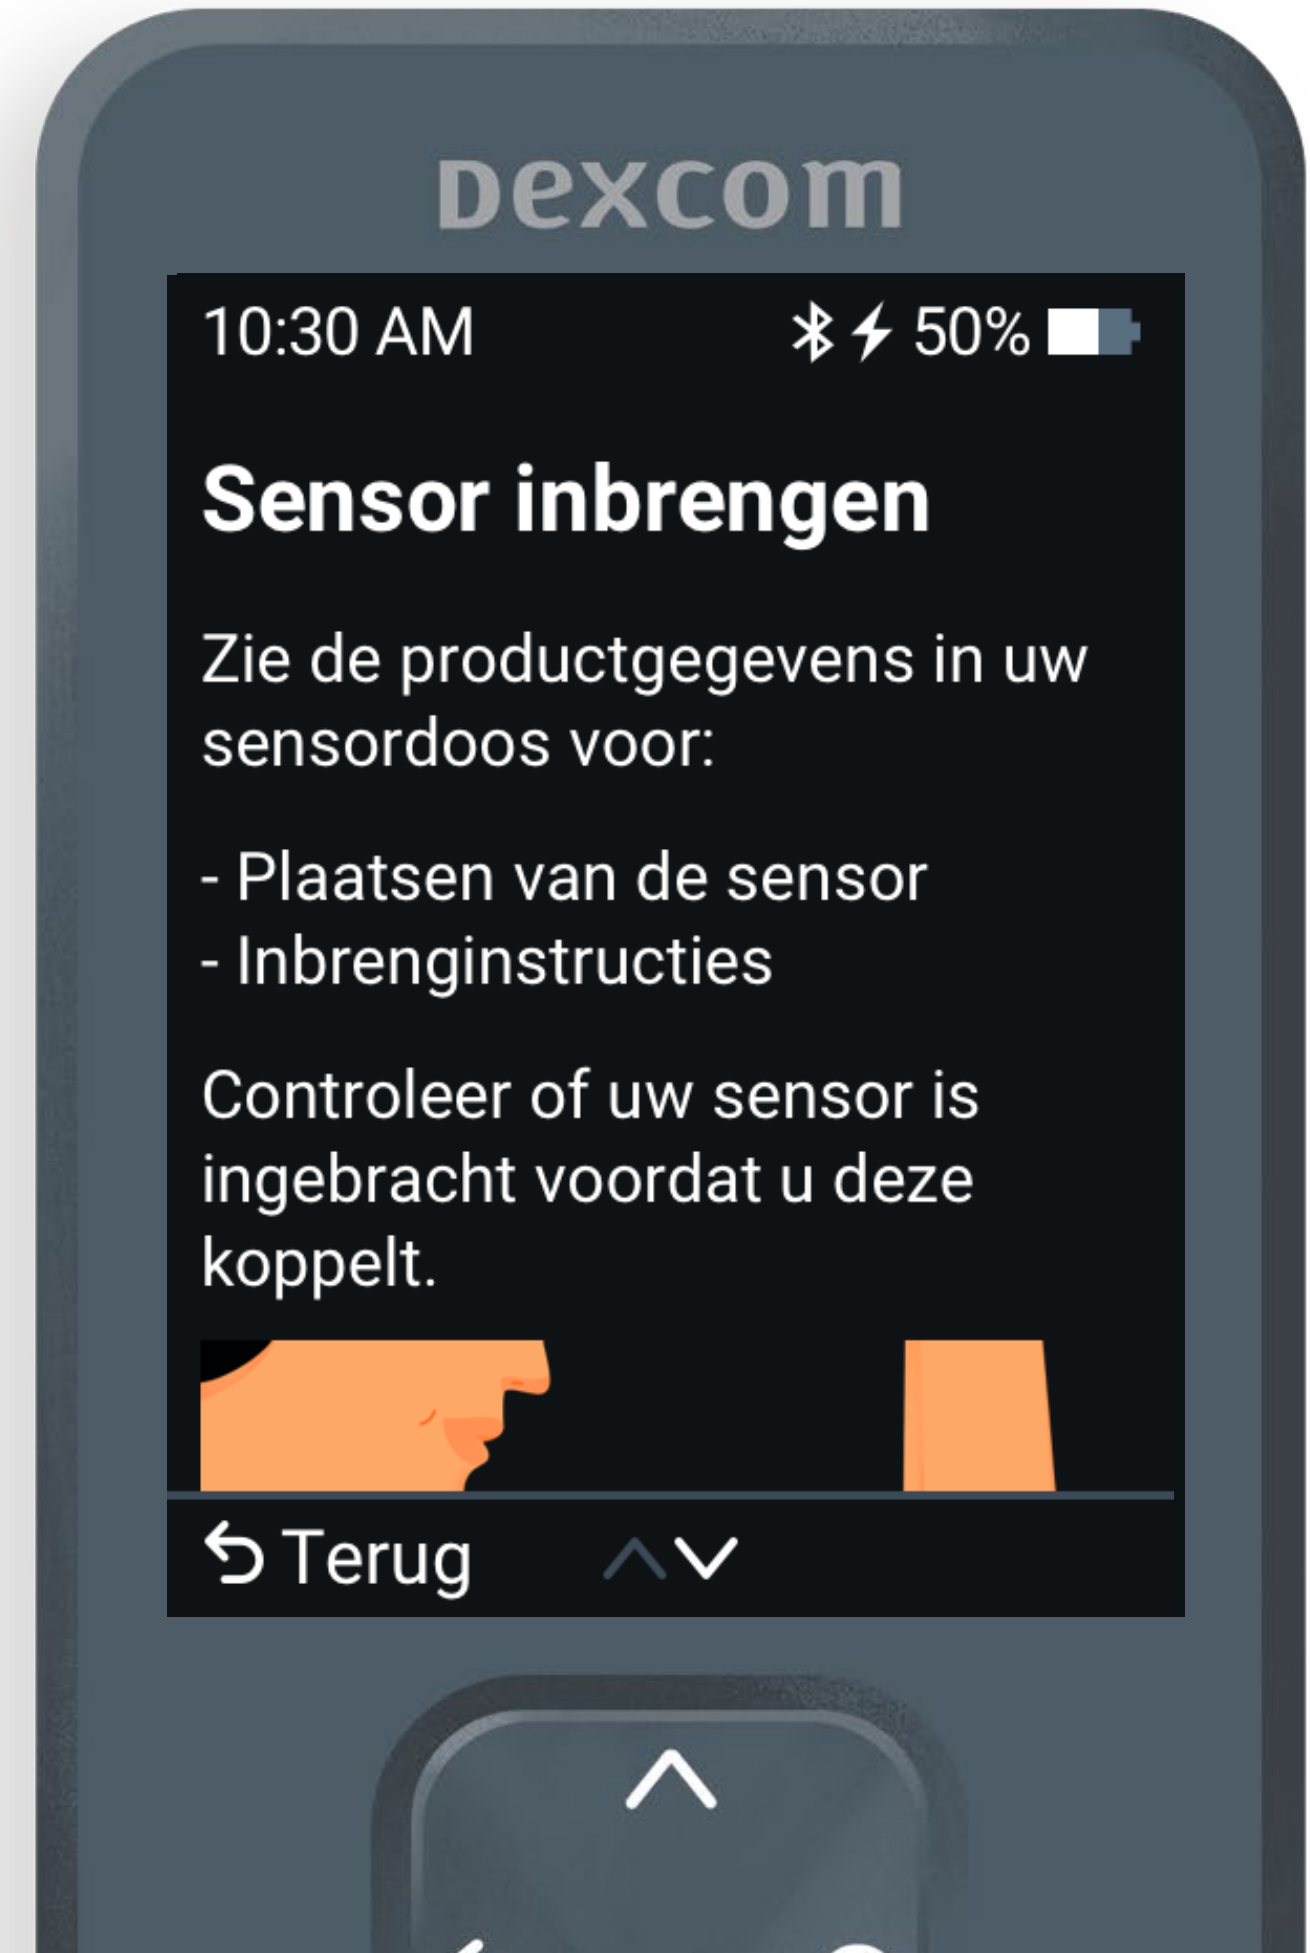 Dexcom
10:30 AM 50%
Sensor inbrengen
Zie de productgegevens in uw
sensordoos voor:
- Plaatsen van de sensor
- Inbrenginstructies
Controleer of uw sensor is
ingebracht voordat u deze
koppelt.
Terug